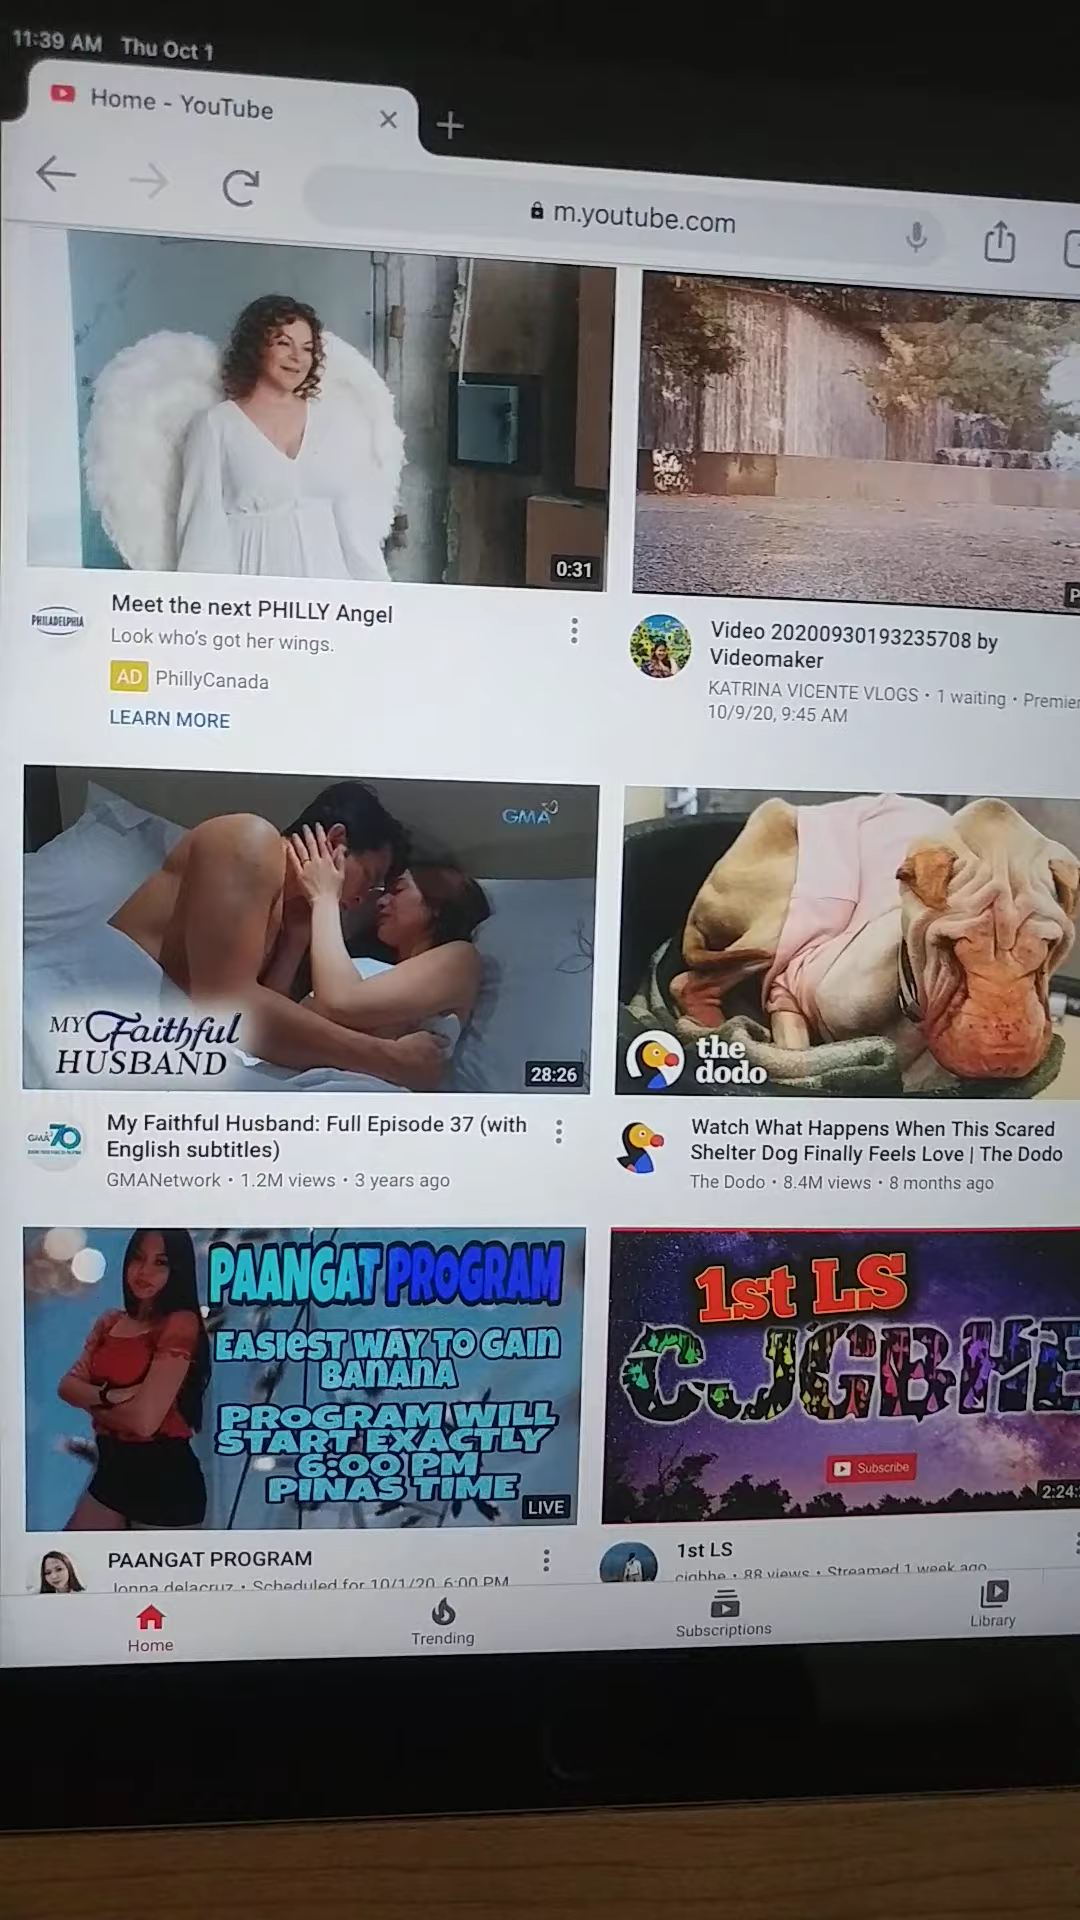 11:39 AM Thu Oct 1
Home - YouTube
m.youtube.com
0:31
PHILADELPHIA
Meet the next PHILLY Angel
Look who's got her wings.
AD PhillyCanada
LEARN MORE
P
Video 20200930193235708 by
Videomaker
KATRINA VICENTE VLOGS • 1 waiting • Premier
10/9/20, 9:45 AM
GMA
MY Faithful
HUSBAND
28:26
GMA 70
My Faithful Husband: Full Episode 37 (with
English subtitles)
GMANetwork • 1.2M views • 3 years ago
the
dodo
Watch What Happens When This Scared
Shelter Dog Finally Feels Love | The Dodo
The Dodo • 8.4M views • 8 months ago
PAANGAT PROGRAM
EASIEST WAY TO GAIN
BANANA
PROGRAM WILL
START EXACTLY
6:00 PM
PINAS TIME
LIVE
PAANGAT PROGRAM
Jonna delacruz • Scheduled for 10/1/20, 6:00 PM
1st LS
CJGBHE
Subscribe
2:24:
1st LS
cjgbhe • 88 views • Streamed 1 week ago
Home
Trending
Subscriptions
Library